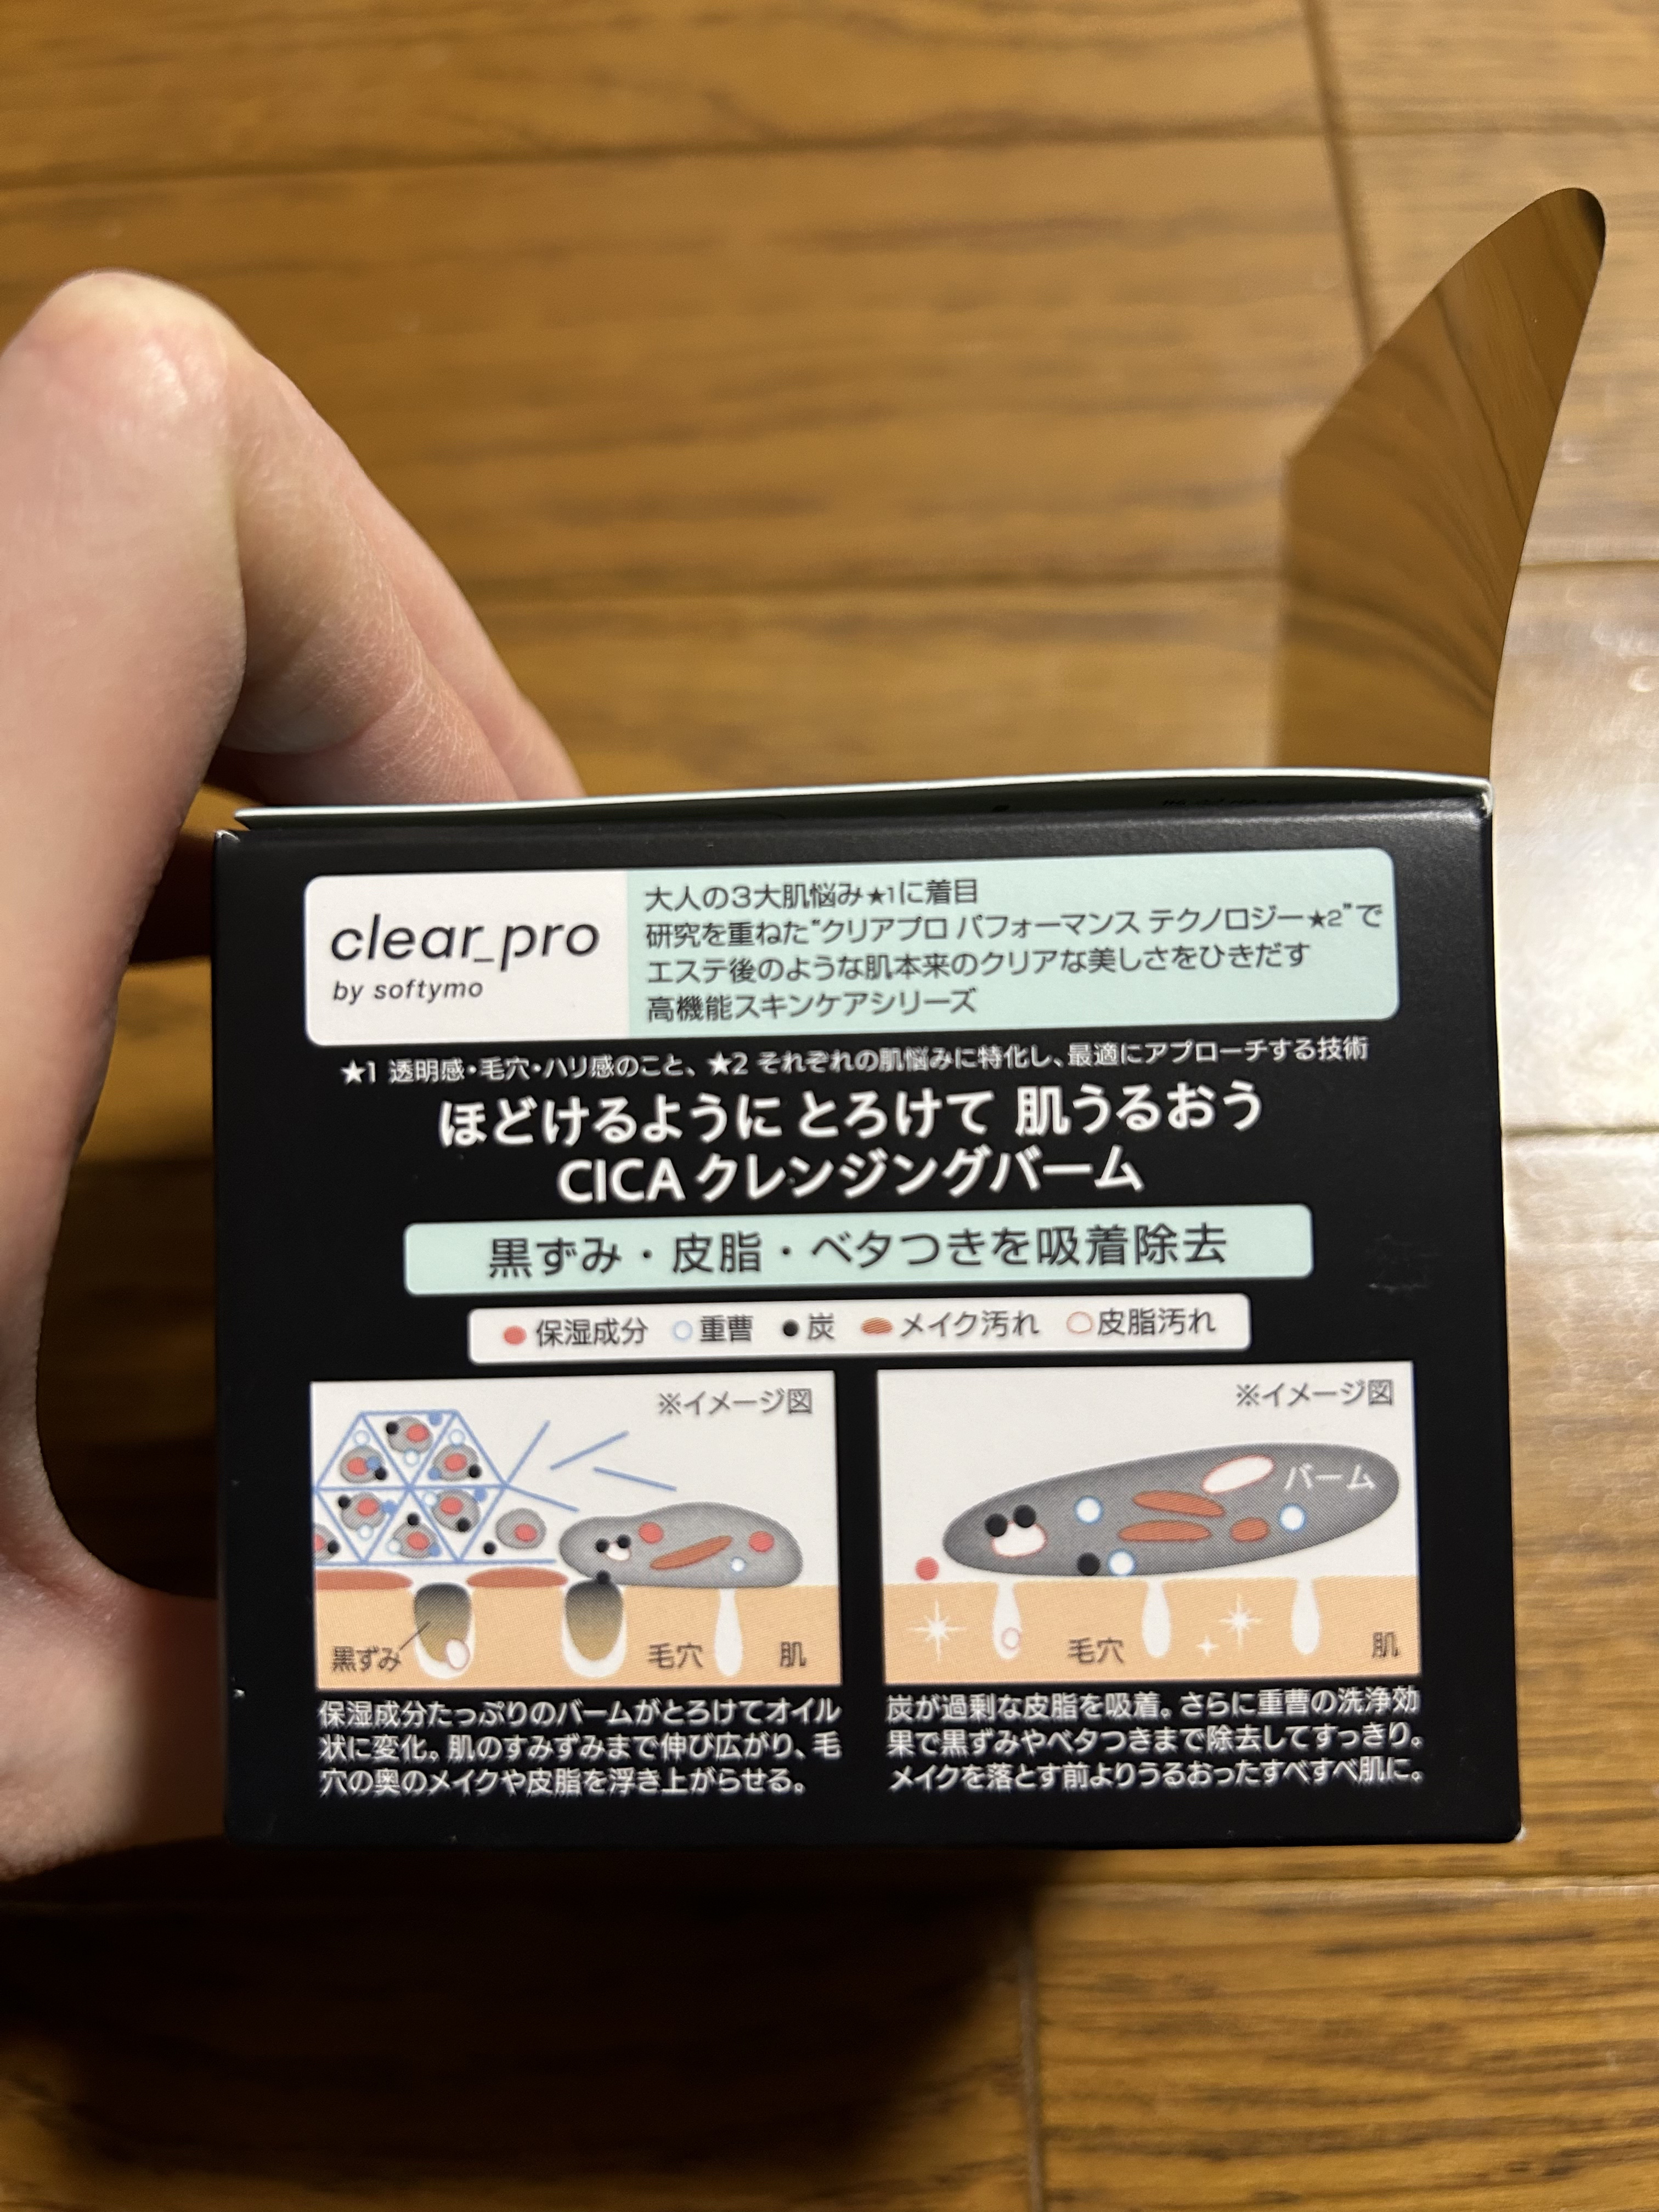 clear_pro
by softymo
大人の3大肌悩み★1に着目
研究を重ねた"クリアプロ パフォーマンス テクノロジー★2"で
エステ後のような肌本来のクリアな美しさをひきだす
高機能スキンケアシリーズ
★1 透明感・毛穴・ハリ感のこと、★2 それぞれの肌悩みに特化し、最適にアプローチする技術
ほどけるように とろけて 肌うるおう
CICAクレンジングバーム
黒ずみ・皮脂・ベタつきを吸着除去
保湿成分 重曹 炭 メイク汚れ 皮脂汚れ
※イメージ図
黒ずみ
毛穴
肌
保湿成分たっぷりのバームがとろけてオイル
状に変化。肌のすみずみまで伸び広がり、毛
穴の奥のメイクや皮脂を浮き上がらせる。
※イメージ図
バーム
毛穴
肌
炭が過剰な皮脂を吸着。さらに重曹の洗浄効
果で黒ずみやベタつきまで除去してすっきり。
メイクを落とす前よりうるおったすべすべ肌に。